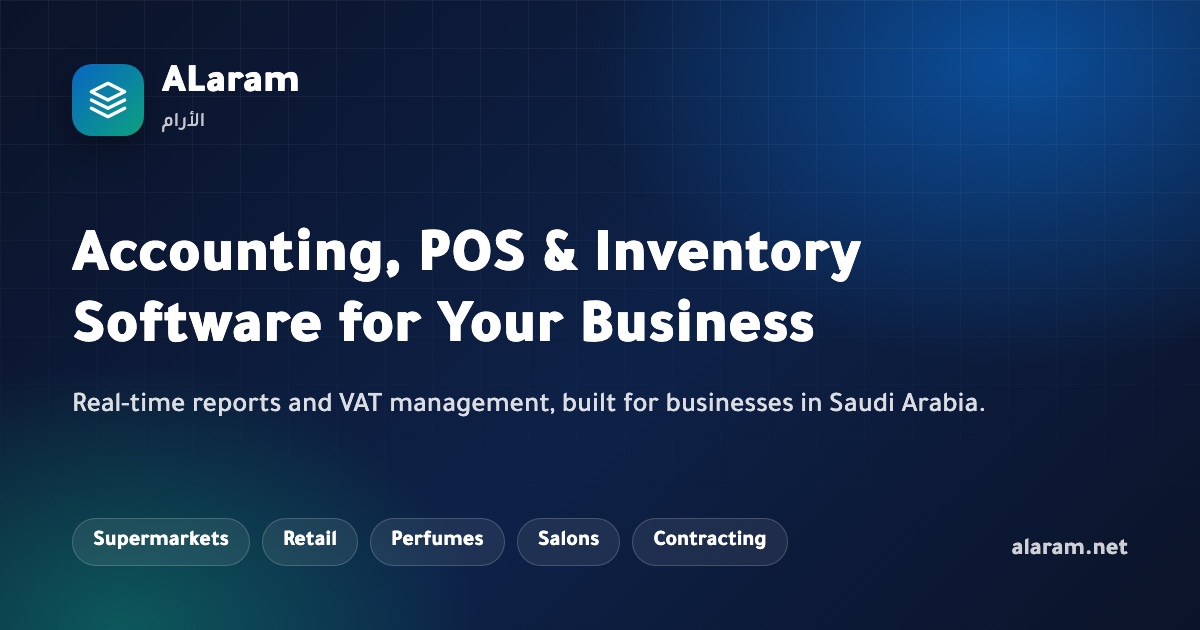 ALaram
الأرام
Accounting, POS & Inventory
Software for Your Business
Real-time reports and VAT management, built for businesses in Saudi Arabia.
Supermarkets
Retail
Perfumes
Salons
Contracting
alaram.net